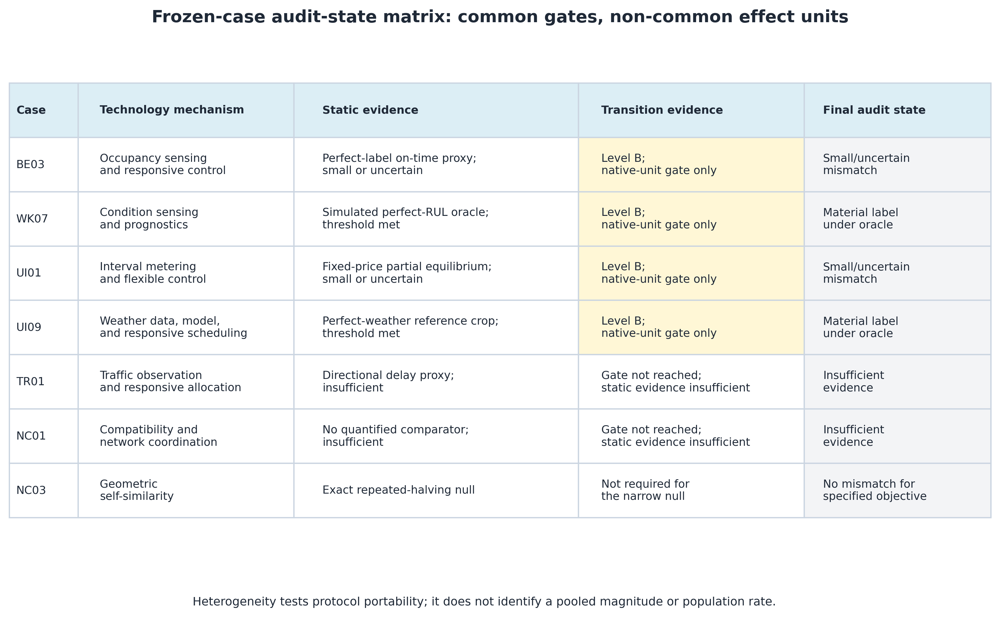 Frozen-case audit-state matrix: common gates, non-common effect units
Case
Technology mechanism
Static evidence
Transition evidence
Final audit state
BE03
Occupancy sensing
and responsive control
Perfect-label on-time proxy;
small or uncertain
Level B;
native-unit gate only
Small/uncertain
mismatch
WK07
Condition sensing
and prognostics
Simulated perfect-RUL oracle;
threshold met
Level B;
native-unit gate only
Material label
under oracle
UI01
Interval metering
and flexible control
Fixed-price partial equilibrium;
small or uncertain
Level B;
native-unit gate only
Small/uncertain
mismatch
UI09
Weather data, model,
and responsive scheduling
Perfect-weather reference crop;
threshold met
Level B;
native-unit gate only
Material label
under oracle
TR01
Traffic observation
and responsive allocation
Directional delay proxy;
insufficient
Gate not reached;
static evidence insufficient
Insufficient
evidence
NC01
Compatibility and
network coordination
No quantified comparator;
insufficient
Gate not reached;
static evidence insufficient
Insufficient
evidence
NC03
Geometric
self-similarity
Exact repeated-halving null
Not required for
the narrow null
No mismatch for
specified objective
Heterogeneity tests protocol portability; it does not identify a pooled magnitude or population rate.